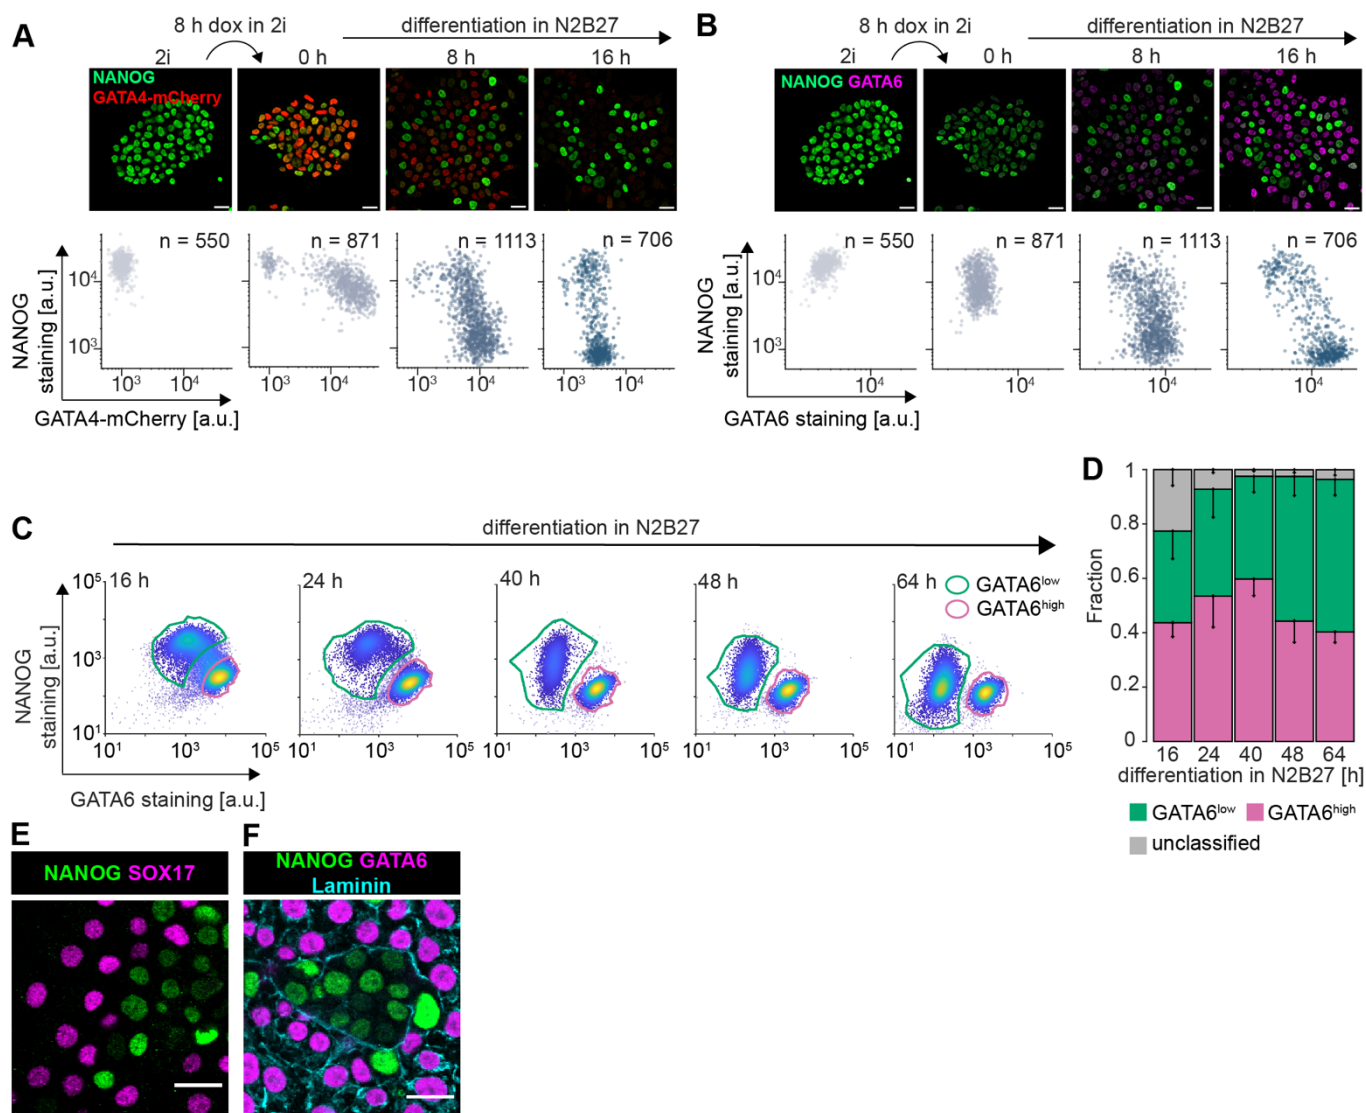 A
8 h dox in 2i
differentiation in N2B27
2i
0 h
8 h
16 h
NANOG
GATA4-mCherry
n = 550
n = 871
n = 1113
n = 706
NANOG
staining [a.u.]
10⁴
10³
10³ 10⁴
10³ 10⁴
10³ 10⁴
10³ 10⁴
GATA4-mCherry [a.u.]
B
8 h dox in 2i
differentiation in N2B27
2i
0 h
8 h
16 h
NANOG GATA6
n = 550
n = 871
n = 1113
n = 706
NANOG
staining [a.u.]
10⁴
10³
10⁴
10⁴
10⁴
10⁴
GATA6 staining [a.u.]
C
differentiation in N2B27
16 h
24 h
40 h
48 h
64 h
GATA6low
GATA6high
NANOG
staining [a.u.]
10⁵
10³
10¹
10¹ 10³ 10⁵
10¹ 10³ 10⁵
10¹ 10³ 10⁵
10¹ 10³ 10⁵
10¹ 10³ 10⁵
GATA6 staining [a.u.]
D
Fraction
1
0.8
0.6
0.4
0.2
0
16 24 40 48 64
differentiation in N2B27 [h]
GATA6low GATA6high
unclassified
E
NANOG SOX17
F
NANOG GATA6
Laminin